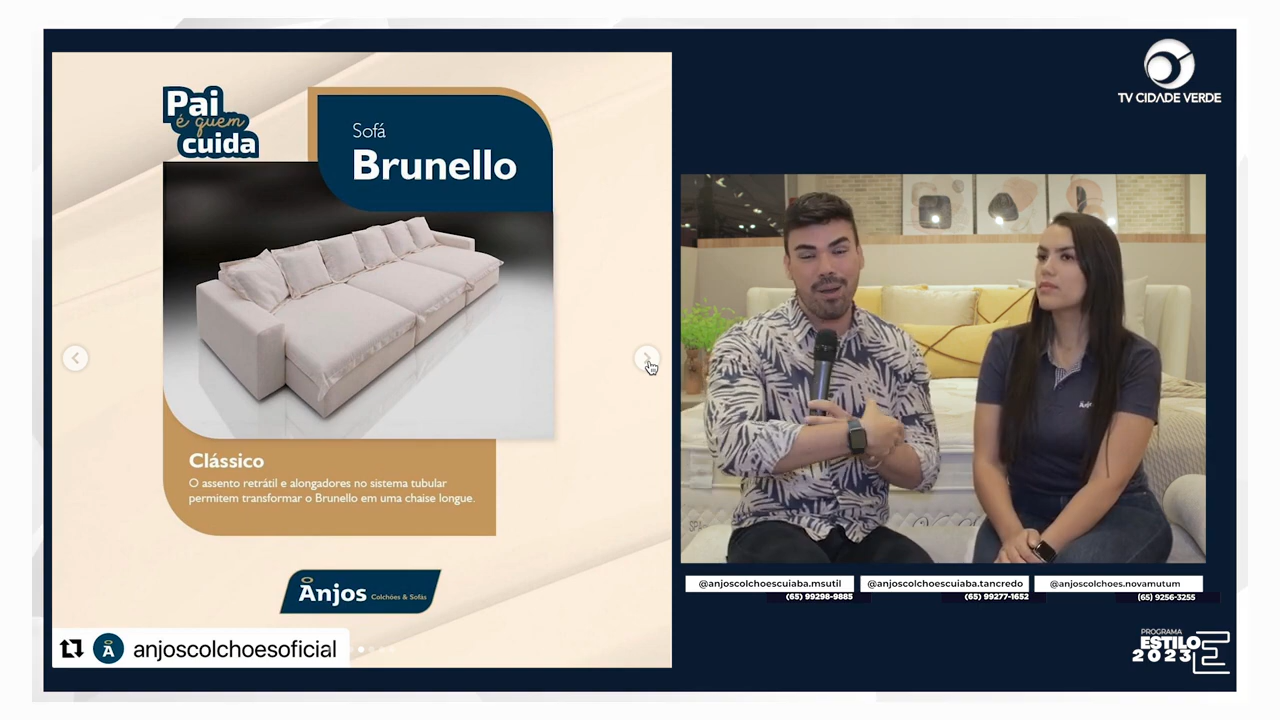 Pai
é quem
cuida
Sofá
Brunello
Clássico
O assento retrátil e alongadores no sistema tubular
permitem transformar o Brunello em uma chaise longue.
Anjos Colchões & Sofás
anjoscolchoesoficial
TV CIDADE VERDE
@anjoscolchoescuiaba.msutil
(65) 99298-9885
@anjoscolchoescuiaba.tancredo
(65) 99277-1652
@anjoscolchoes.novamutum
(65) 9256-3255
PROGRAMA
ESTILO
2023